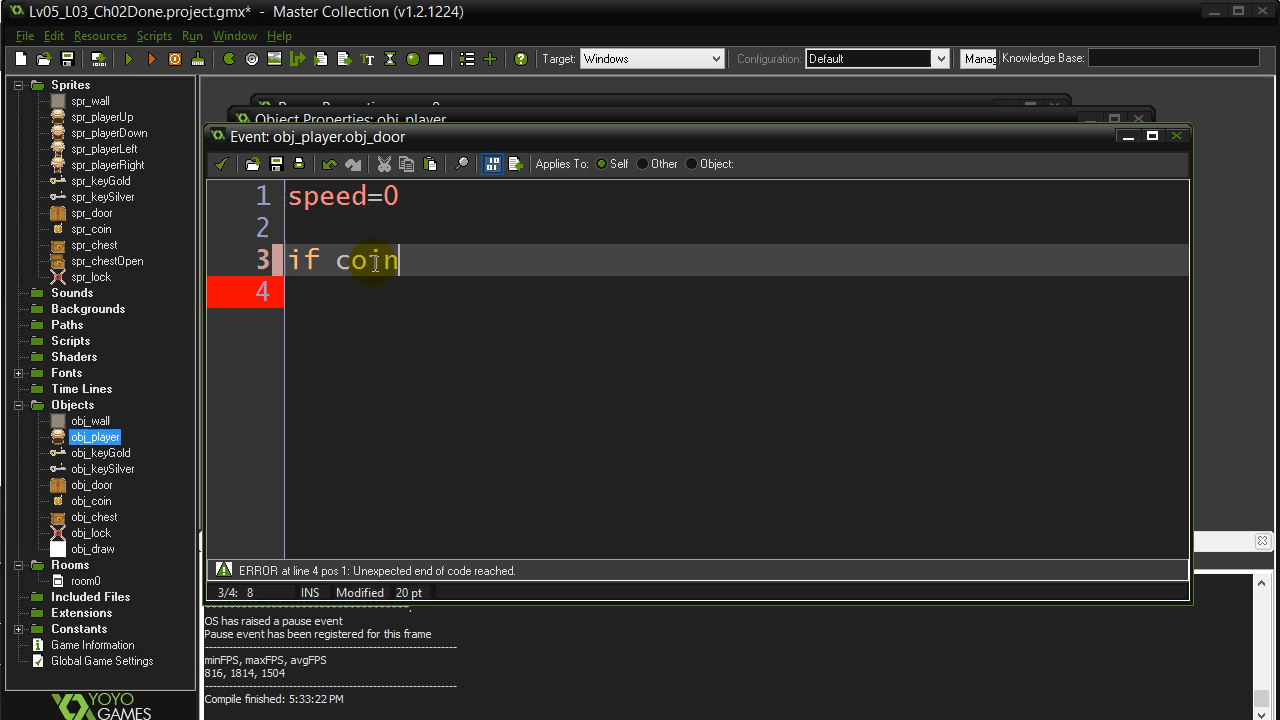 Lv05_L03_Ch02Done.project.gmx* - Master Collection (v1.2.1224)
File Edit Resources Scripts Run Window Help
Target: Windows Configuration: Default Manag Knowledge Base:
Sprites
spr_wall
spr_playerUp
spr_playerDown
spr_playerLeft
spr_playerRight
spr_keyGold
spr_keySilver
spr_door
spr_coin
spr_chest
spr_chestOpen
spr_lock
Sounds
Backgrounds
Paths
Scripts
Shaders
Fonts
Time Lines
Objects
obj_wall
obj_player
obj_keyGold
obj_keySilver
obj_door
obj_coin
obj_chest
obj_lock
obj_draw
Rooms
room0
Included Files
Extensions
Constants
Game Information
Global Game Settings
YOYO
GAMES
Object Properties: obj_player
Event: obj_player.obj_door
Applies To: Self Other Object:
1 speed=0
2
3 if coin
4
ERROR at line 4 pos 1: Unexpected end of code reached.
3/4: 8 INS Modified 20 pt
OS has raised a pause event
Pause event has been registered for this frame
minFPS, maxFPS, avgFPS
816, 1814, 1504
Compile finished: 5:33:22 PM